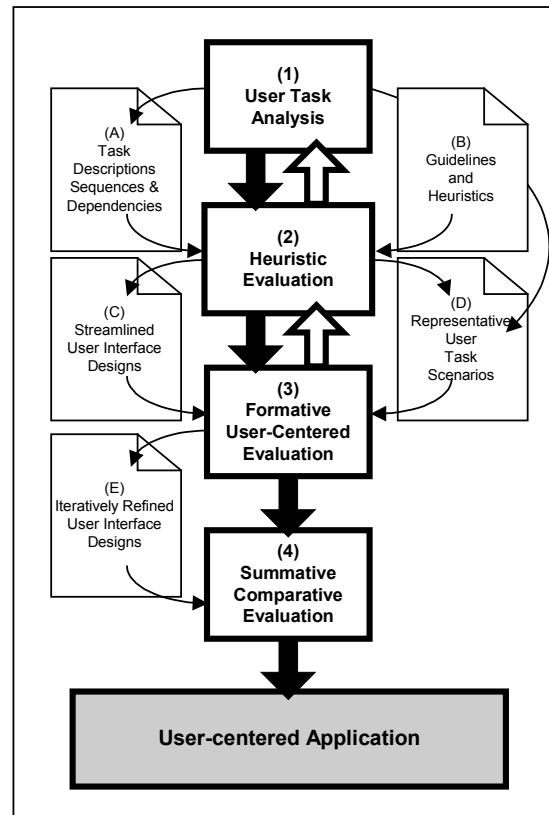 (1)
User Task
Analysis
(A)
Task
Descriptions
Sequences &
Dependencies
(B)
Guidelines
and
Heuristics
(2)
Heuristic
Evaluation
(C)
Streamlined
User Interface
Designs
(D)
Representative
User
Task
Scenarios
(3)
Formative
User-Centered
Evaluation
(E)
Iteratively Refined
User Interface
Designs
(4)
Summative
Comparative
Evaluation
User-centered Application